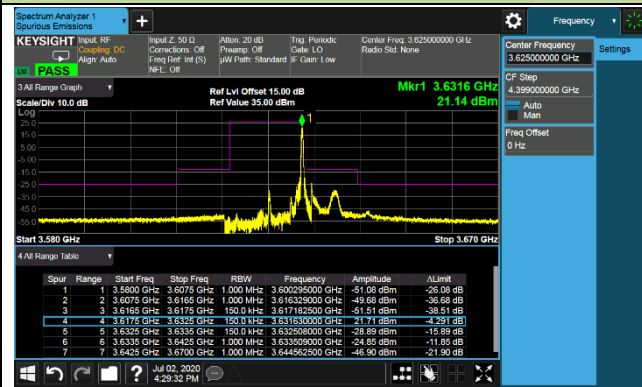 Spectrum Analyzer 1
Spurious Emissions
Frequency
KEYSIGHT
Input: RF
Coupling: DC
Align: Auto
Input Z: 50 Ω
Corrections: Off
Freq Ref: Int (S)
NFE: Off
Atten: 20 dB
Preamp: Off
µW Path: Standard
Trig: Periodic
Gate: LO
IF Gain: Low
Center Freq: 3.625000000 GHz
Radio Std: None
LW PASS
Center Frequency
3.625000000 GHz
Settings
CF Step
4.399000000 GHz
Auto
Man
Freq Offset
0 Hz
3 All Range Graph
Scale/Div 10.0 dB
Ref Lvl Offset 15.00 dB
Ref Value 35.00 dBm
Mkr1 3.6316 GHz
21.14 dBm
Log
25.0
15.0
5.00
-5.00
-15.0
-25.0
-35.0
-45.0
-55.0
1
Start 3.580 GHz
Stop 3.670 GHz
4 All Range Table
Spur Range Start Freq Stop Freq RBW Frequency Amplitude ΔLimit
1 1 3.5800 GHz 3.6075 GHz 1.000 MHz 3.600295000 GHz -51.08 dBm -26.08 dB
2 2 3.6075 GHz 3.6165 GHz 1.000 MHz 3.616329000 GHz -49.68 dBm -36.68 dB
3 3 3.6165 GHz 3.6175 GHz 150.0 kHz 3.617182500 GHz -51.51 dBm -38.51 dB
4 4 3.6175 GHz 3.6325 GHz 150.0 kHz 3.631630000 GHz 21.71 dBm -4.291 dB
5 5 3.6325 GHz 3.6335 GHz 150.0 kHz 3.632508000 GHz -28.89 dBm -15.89 dB
6 6 3.6335 GHz 3.6425 GHz 1.000 MHz 3.633509000 GHz -24.85 dBm -11.85 dB
7 7 3.6425 GHz 3.6700 GHz 1.000 MHz 3.644562500 GHz -46.90 dBm -21.90 dB
Jul 02, 2020
4:29:32 PM